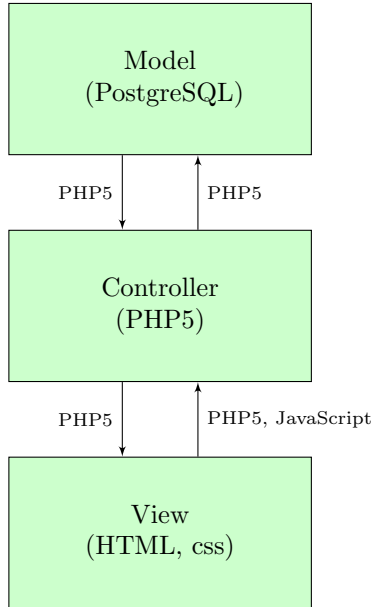 Model
(PostgreSQL)
PHP5
PHP5
Controller
(PHP5)
PHP5
PHP5, JavaScript
View
(HTML, css)